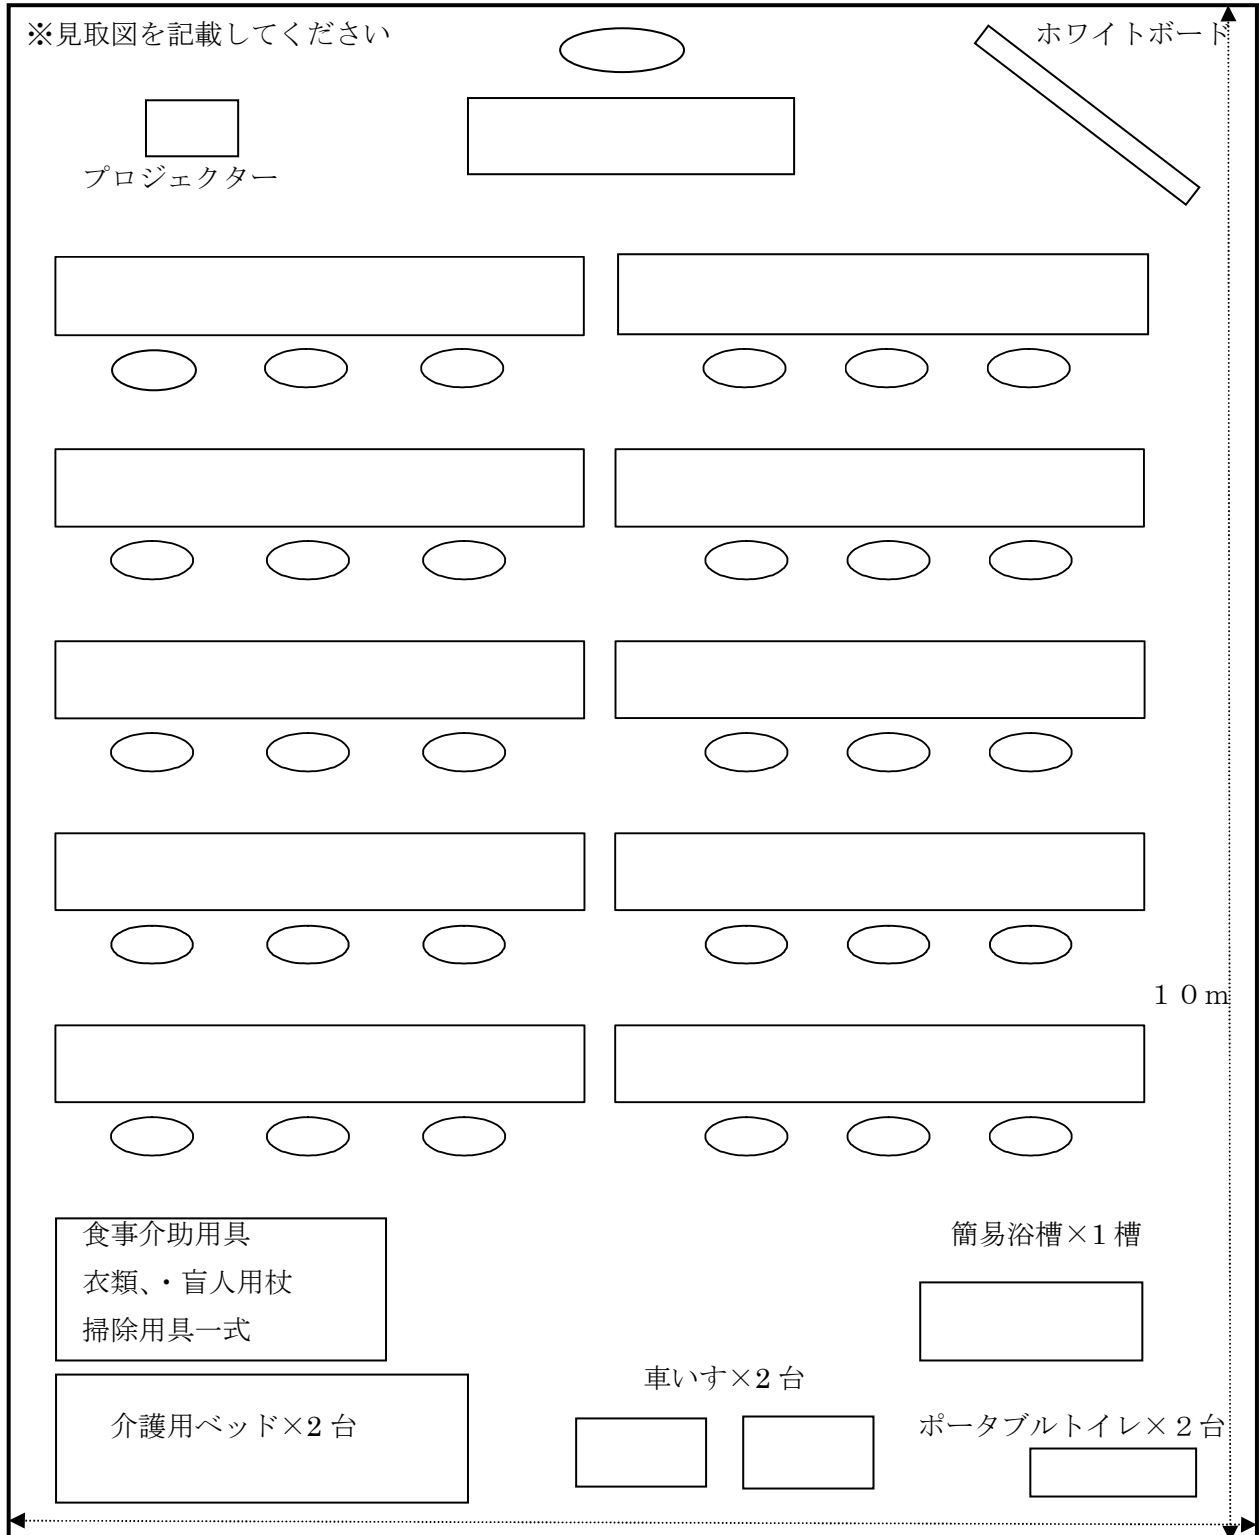 ※見取図を記載してください
ホワイトボード
プロジェクター
１０ｍ
食事介助用具
衣類、・盲人用杖
掃除用具一式
簡易浴槽×1 槽
車いす×2 台
介護用ベッド×2 台
ポータブルトイレ×２台